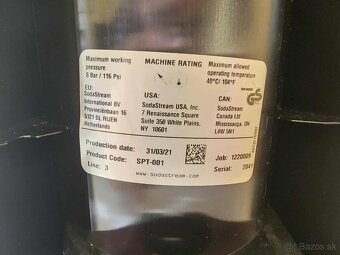 Maximum working
pressure
8 Bar / 116 Psi
MACHINE RATING
Maximum allowed
operating temperature
40°C/ 104°F
EU:
SodaStream
International BV
Provinciënbaan 16
5121 DL RIJEN
Netherlands
USA:
SodaStream USA, Inc.
7 Renaissance Square
Suite 350 White Plains,
NY 10601
CAN:
SodaStream
Canada Ltd
Mississauga, ON
L4W 5K1
Production date: 31/03/21
Product Code: SPT-001
Line: 3
Job: 1220009
Serial: 2041
www.sodastream.com
bazos.sk